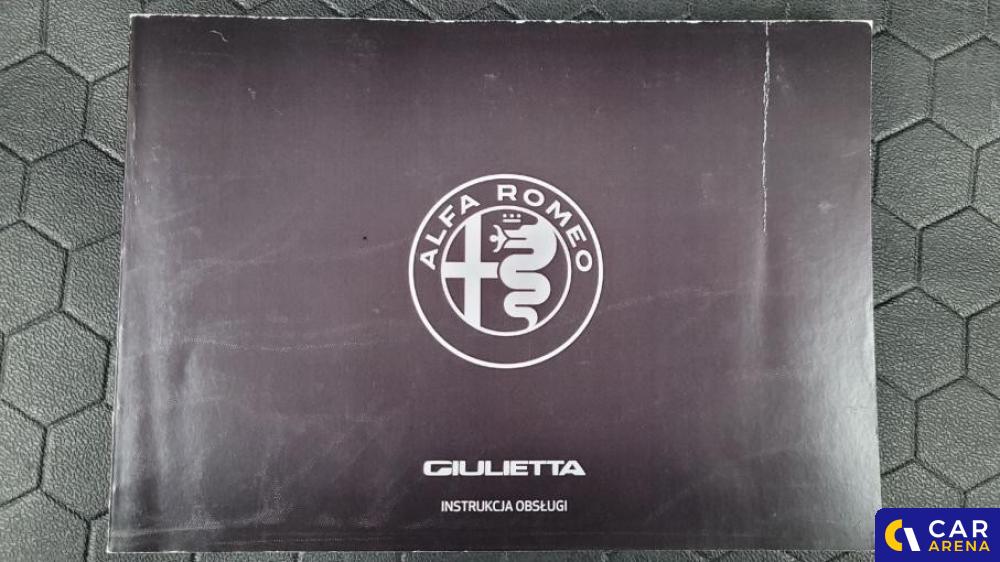 ALFA ROMEO
GIULIETTA
INSTRUKCJA OBSŁUGI
CAR
ARENA